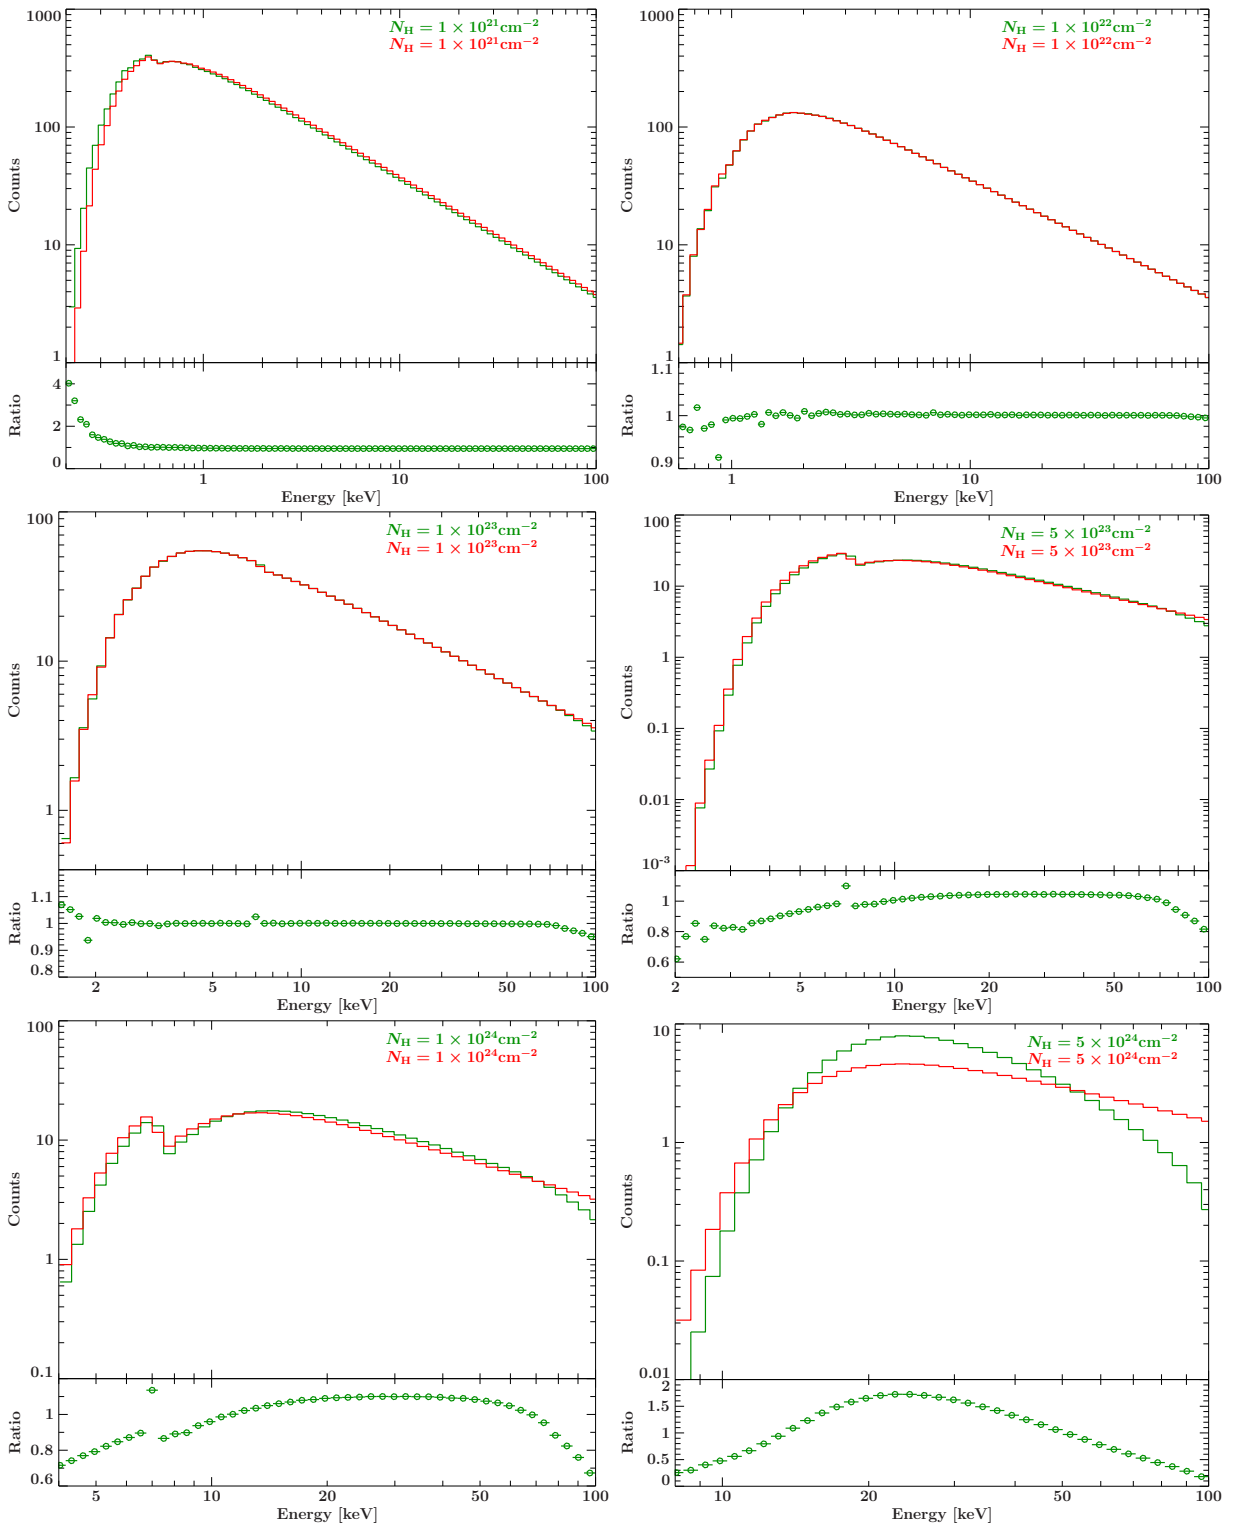 1000
N_H = 1 × 10^21 cm^−2
N_H = 1 × 10^21 cm^−2
100
Counts
10
1
4
Ratio
2
0
1 10 100
Energy [keV]
1000
N_H = 1 × 10^22 cm^−2
N_H = 1 × 10^22 cm^−2
100
Counts
10
1
1.1
Ratio
1
0.9
1 10 100
Energy [keV]
100
N_H = 1 × 10^23 cm^−2
N_H = 1 × 10^23 cm^−2
Counts
10
1
1.1
Ratio
1
0.9
0.8
2 5 10 20 50 100
Energy [keV]
100
N_H = 5 × 10^23 cm^−2
N_H = 5 × 10^23 cm^−2
10
Counts
1
0.1
0.01
10^-3
1
Ratio
0.8
0.6
2 5 10 20 50 100
Energy [keV]
100
N_H = 1 × 10^24 cm^−2
N_H = 1 × 10^24 cm^−2
10
Counts
1
0.1
1
Ratio
0.8
0.6
5 10 20 50 100
Energy [keV]
10
N_H = 5 × 10^24 cm^−2
N_H = 5 × 10^24 cm^−2
1
Counts
0.1
0.01
2
1.5
Ratio
1
0.5
0
10 20 50 100
Energy [keV]